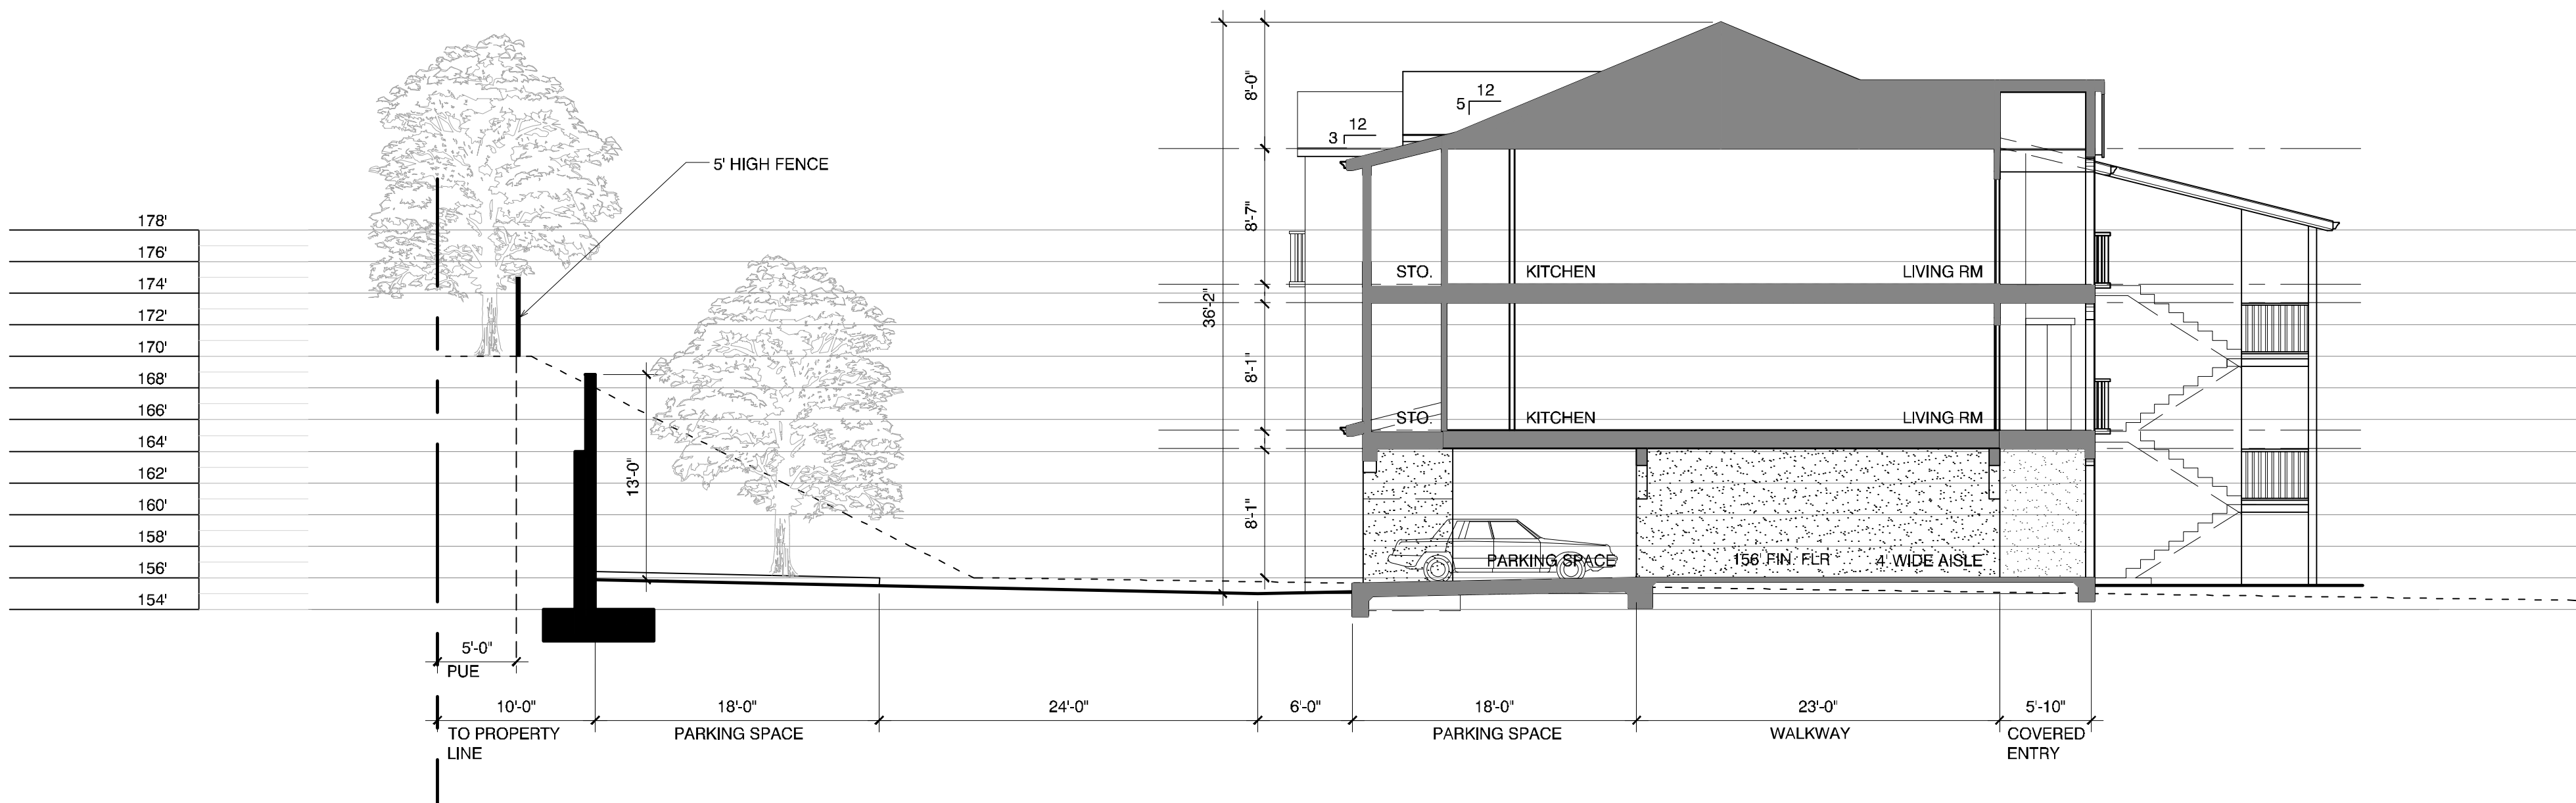 8'-0"
12
5
12
3
5' HIGH FENCE
178'
176'
174'
172'
170'
168'
166'
164'
162'
160'
158'
156'
154'
8'-7"
36'-2"
STO.
KITCHEN
LIVING RM
8'-1"
STO.
KITCHEN
LIVING RM
13'-0"
8'-1"
PARKING SPACE
156' FIN. FLR
4' WIDE AISLE
5'-0"
PUE
10'-0"
18'-0"
24'-0"
6'-0"
18'-0"
23'-0"
5'-10"
TO PROPERTY
LINE
PARKING SPACE
PARKING SPACE
WALKWAY
COVERED
ENTRY